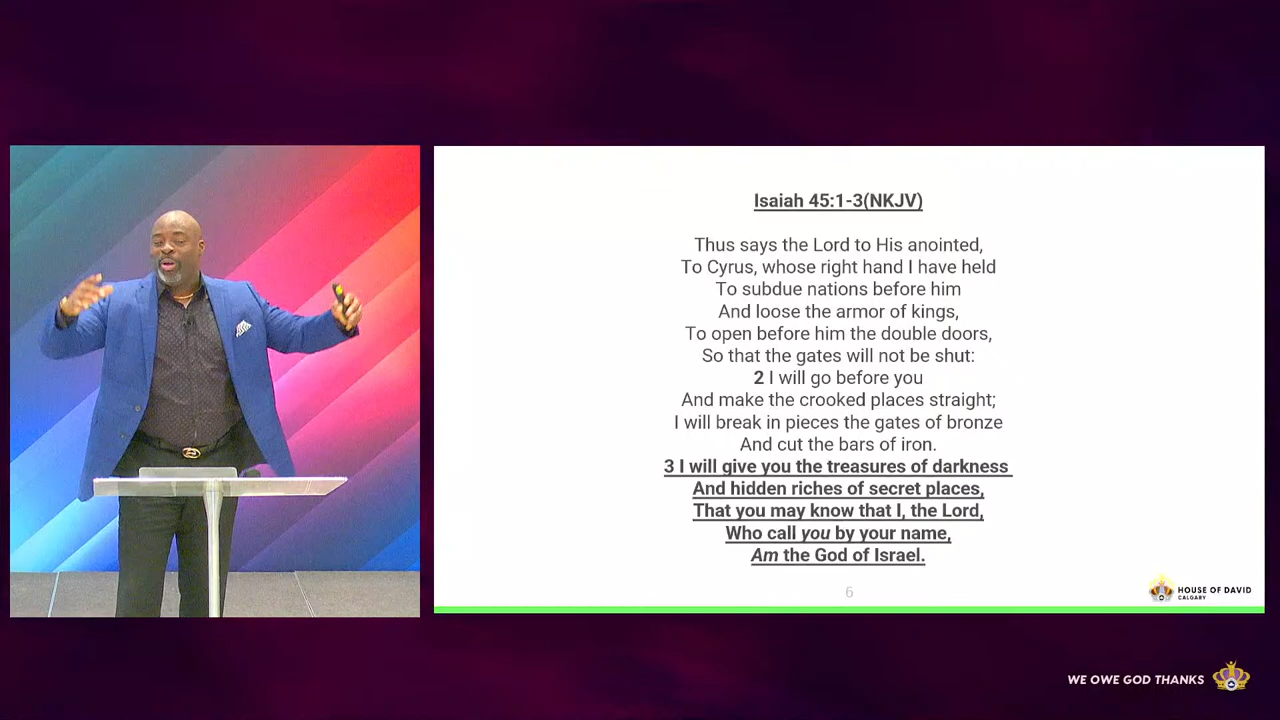 Isaiah 45:1-3(NKJV)
Thus says the Lord to His anointed,
To Cyrus, whose right hand I have held
To subdue nations before him
And loose the armor of kings,
To open before him the double doors,
So that the gates will not be shut:
2 I will go before you
And make the crooked places straight;
I will break in pieces the gates of bronze
And cut the bars of iron.
3 I will give you the treasures of darkness
And hidden riches of secret places,
That you may know that I, the Lord,
Who call you by your name,
Am the God of Israel.
6
HOUSE OF DAVID
CALGARY
WE OWE GOD THANKS